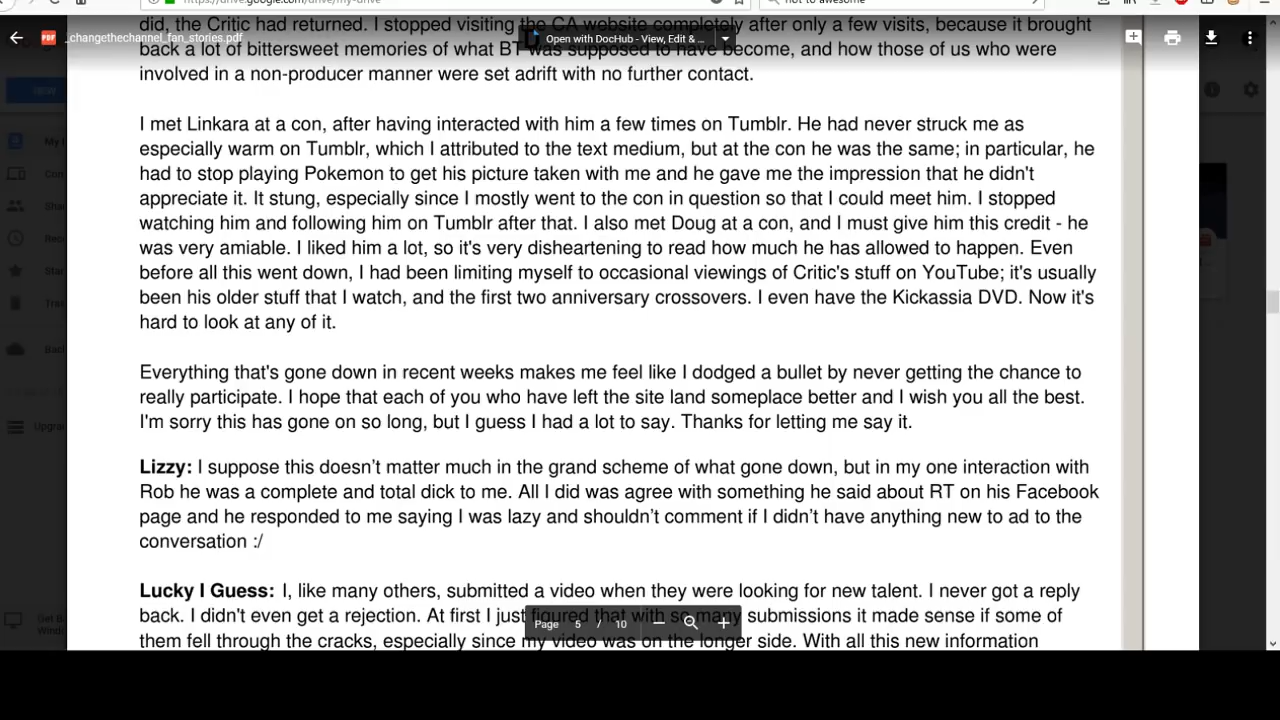 https://drive.google.com/drive/my-drive
not to awesome
did, the Critic had returned. I stopped visiting the CA website completely after only a few visits, because it brought
_changethechannel_fan_stories.pdf
Open with DocHub - View, Edit & ...
back a lot of bittersweet memories of what BT was supposed to have become, and how those of us who were
involved in a non-producer manner were set adrift with no further contact.
I met Linkara at a con, after having interacted with him a few times on Tumblr. He had never struck me as
especially warm on Tumblr, which I attributed to the text medium, but at the con he was the same; in particular, he
had to stop playing Pokemon to get his picture taken with me and he gave me the impression that he didn't
appreciate it. It stung, especially since I mostly went to the con in question so that I could meet him. I stopped
watching him and following him on Tumblr after that. I also met Doug at a con, and I must give him this credit - he
was very amiable. I liked him a lot, so it's very disheartening to read how much he has allowed to happen. Even
before all this went down, I had been limiting myself to occasional viewings of Critic's stuff on YouTube; it's usually
been his older stuff that I watch, and the first two anniversary crossovers. I even have the Kickassia DVD. Now it's
hard to look at any of it.
Everything that's gone down in recent weeks makes me feel like I dodged a bullet by never getting the chance to
really participate. I hope that each of you who have left the site land someplace better and I wish you all the best.
I'm sorry this has gone on so long, but I guess I had a lot to say. Thanks for letting me say it.
Lizzy: I suppose this doesn't matter much in the grand scheme of what gone down, but in my one interaction with
Rob he was a complete and total dick to me. All I did was agree with something he said about RT on his Facebook
page and he responded to me saying I was lazy and shouldn't comment if I didn't have anything new to ad to the
conversation :/
Lucky I Guess: I, like many others, submitted a video when they were looking for new talent. I never got a reply
back. I didn't even get a rejection. At first I just figured that with so many submissions it made sense if some of
Page 5 / 10
them fell through the cracks, especially since my video was on the longer side. With all this new information
NEW
My
Con
Sha
Rec
Sta
Tra
Bac
Upgra
Get B
Windo